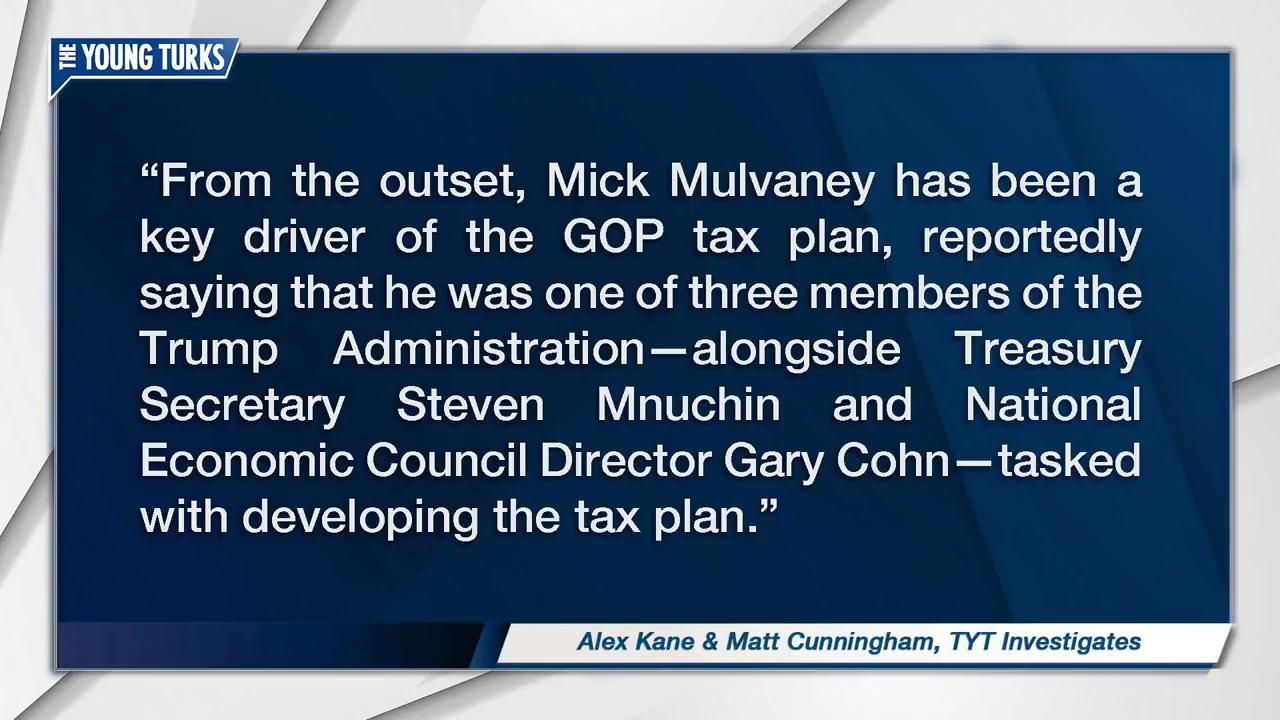 THE YOUNG TURKS
“From the outset, Mick Mulvaney has been a
key driver of the GOP tax plan, reportedly
saying that he was one of three members of the
Trump Administration—alongside Treasury
Secretary Steven Mnuchin and National
Economic Council Director Gary Cohn—tasked
with developing the tax plan.”
Alex Kane & Matt Cunningham, TYT Investigates